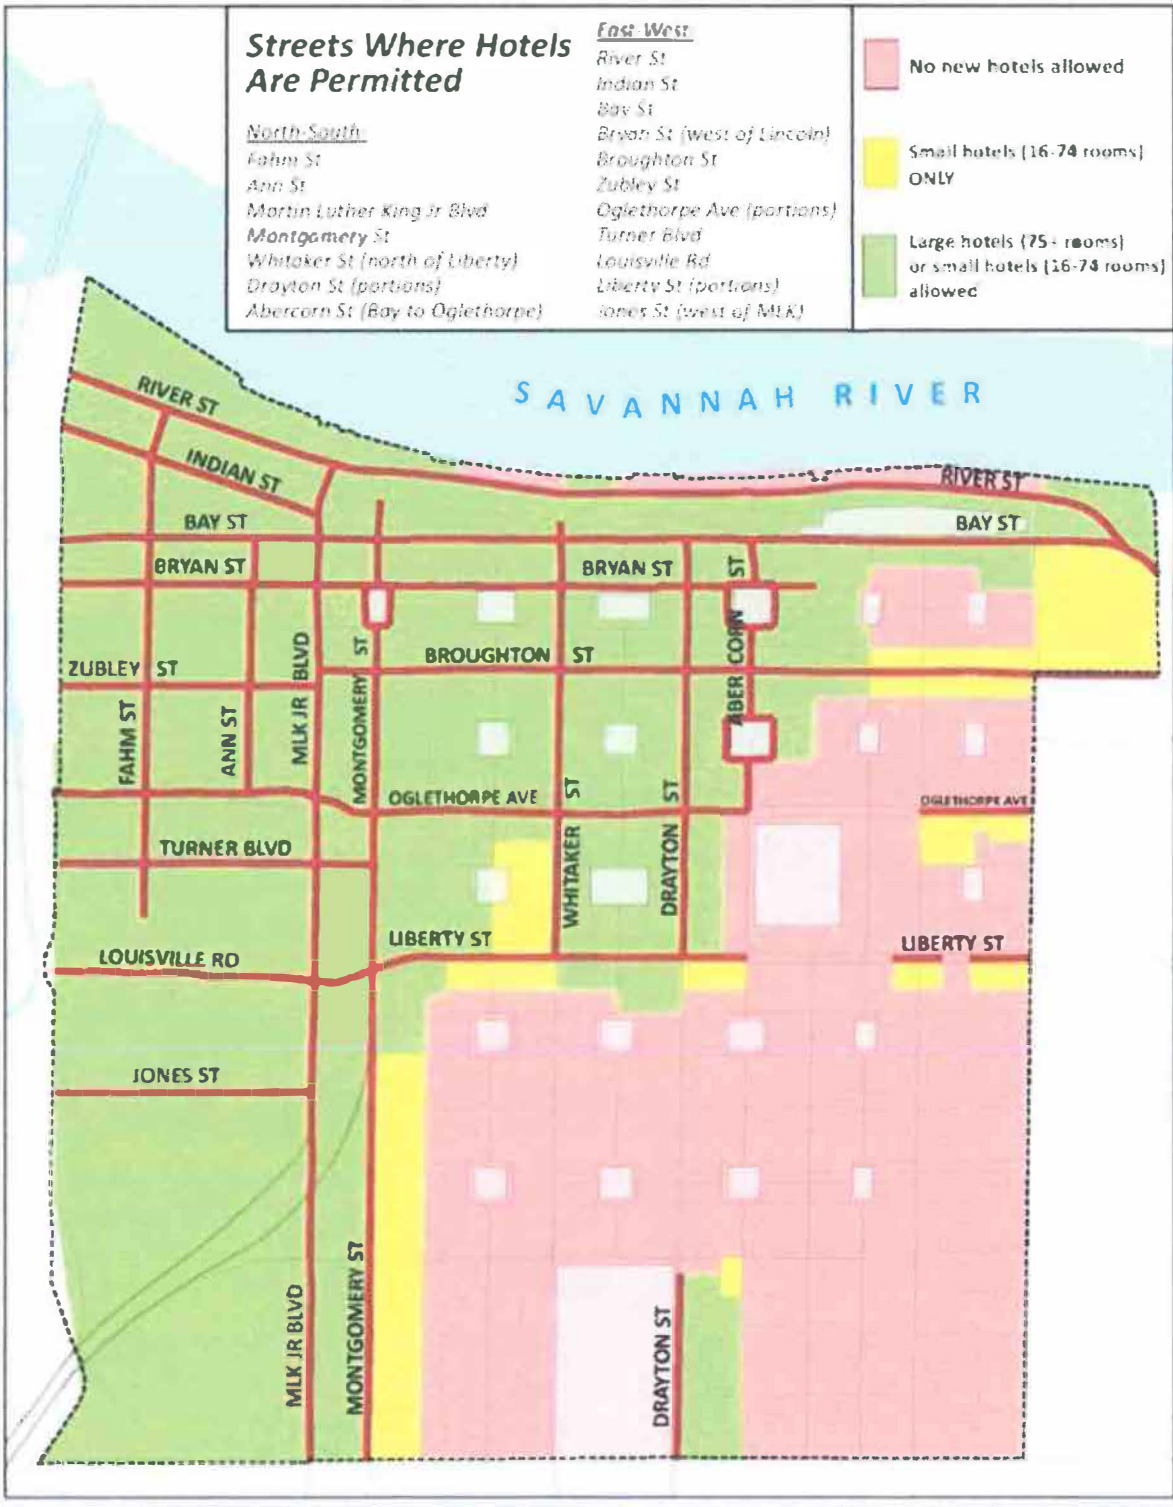 Streets Where Hotels
Are Permitted
North-South:
Fahm St
Ann St
Martin Luther King Jr Blvd
Montgomery St
Whitaker St (north of Liberty)
Drayton St (portions)
Abercorn St (Bay to Oglethorpe)
East-West:
River St
Indian St
Bay St
Bryan St (west of Lincoln)
Broughton St
Zubley St
Oglethorpe Ave (portions)
Turner Blvd
Louisville Rd
Liberty St (portions)
Jones St (west of MLK)
No new hotels allowed
Small hotels (16-74 rooms)
ONLY
Large hotels (75+ rooms)
or small hotels (16-74 rooms)
allowed
SAVANNAH RIVER
RIVER ST
INDIAN ST
RIVER ST
BAY ST
BAY ST
BRYAN ST
BRYAN ST
ABERCORN ST
BROUGHTON ST
ZUBLEY ST
MLK JR BLVD
MONTGOMERY ST
FAHM ST
ANN ST
OGLETHORPE AVE
OGLETHORPE AVE
WHITAKER ST
DRAYTON ST
TURNER BLVD
LIBERTY ST
LIBERTY ST
LOUISVILLE RD
JONES ST
MLK JR BLVD
MONTGOMERY ST
DRAYTON ST